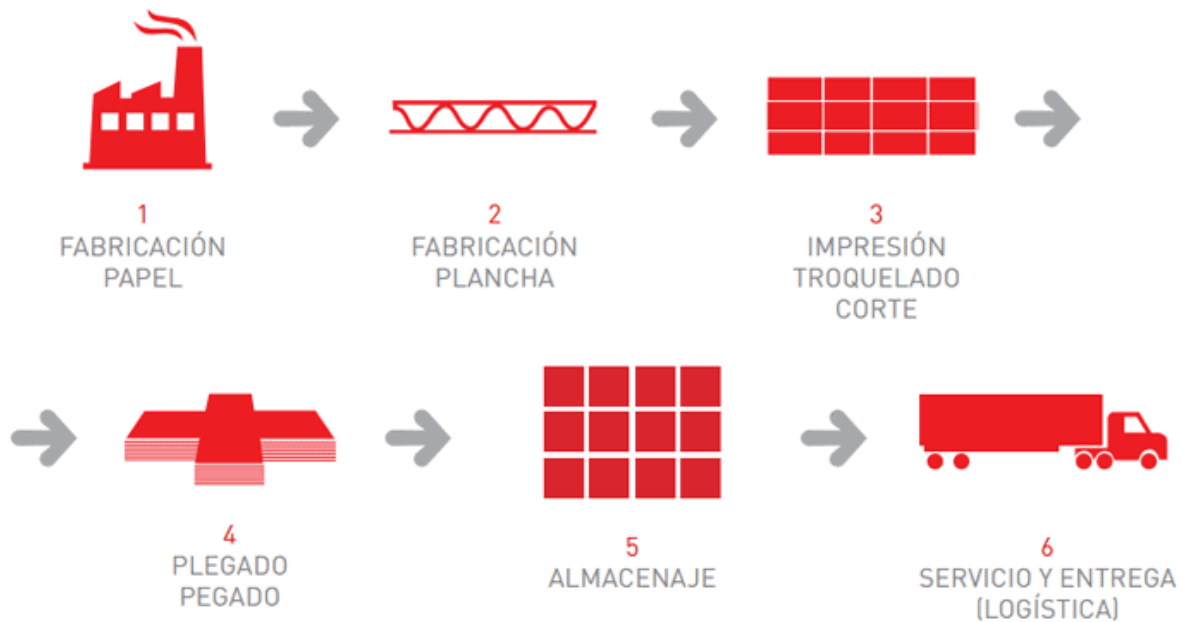 1
FABRICACIÓN
PAPEL
2
FABRICACIÓN
PLANCHA
3
IMPRESIÓN
TROQUELADO
CORTE
4
PLEGADO
PEGADO
5
ALMACENAJE
6
SERVICIO Y ENTREGA
(LOGÍSTICA)